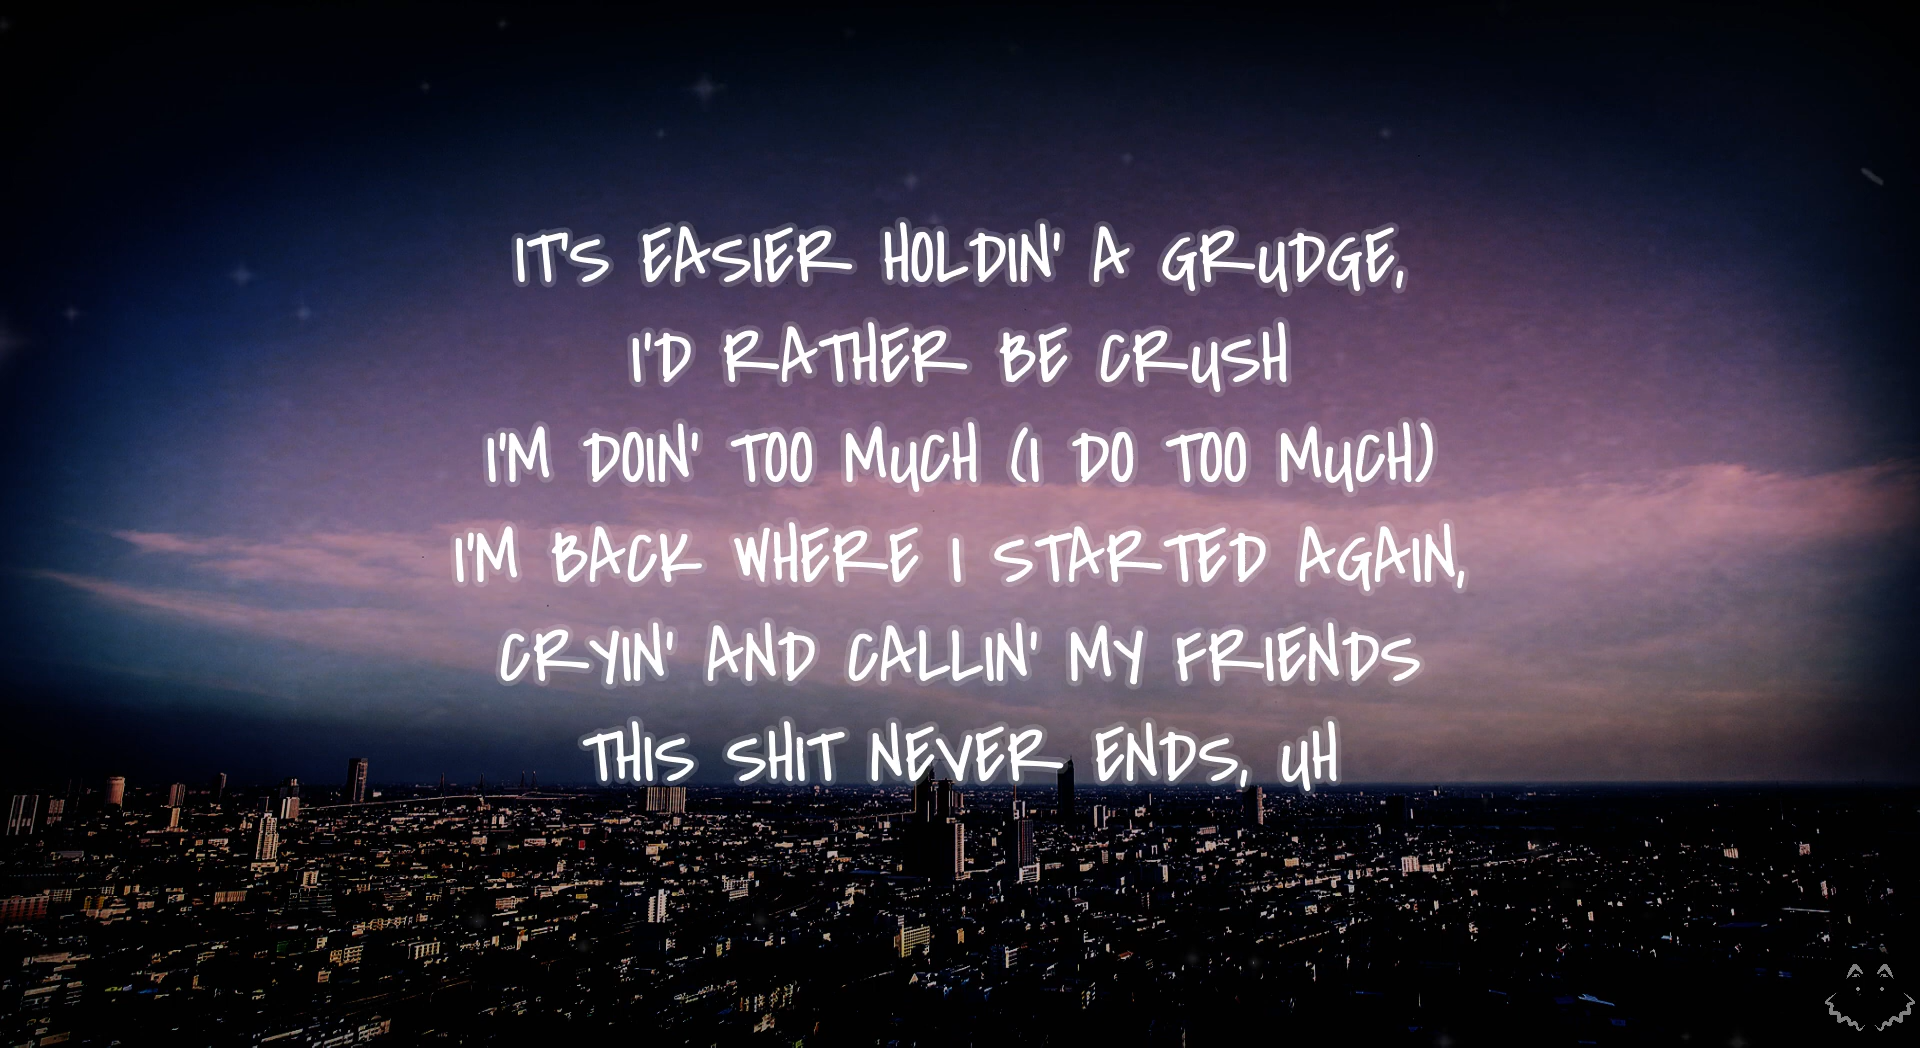 IT'S EASIER HOLDIN' A GRUDGE,
I'D RATHER BE CRUSH
I'M DOIN' TOO MUCH (I DO TOO MUCH)
I'M BACK WHERE I STARTED AGAIN,
CRYIN' AND CALLIN' MY FRIENDS
THIS SHIT NEVER ENDS, UH